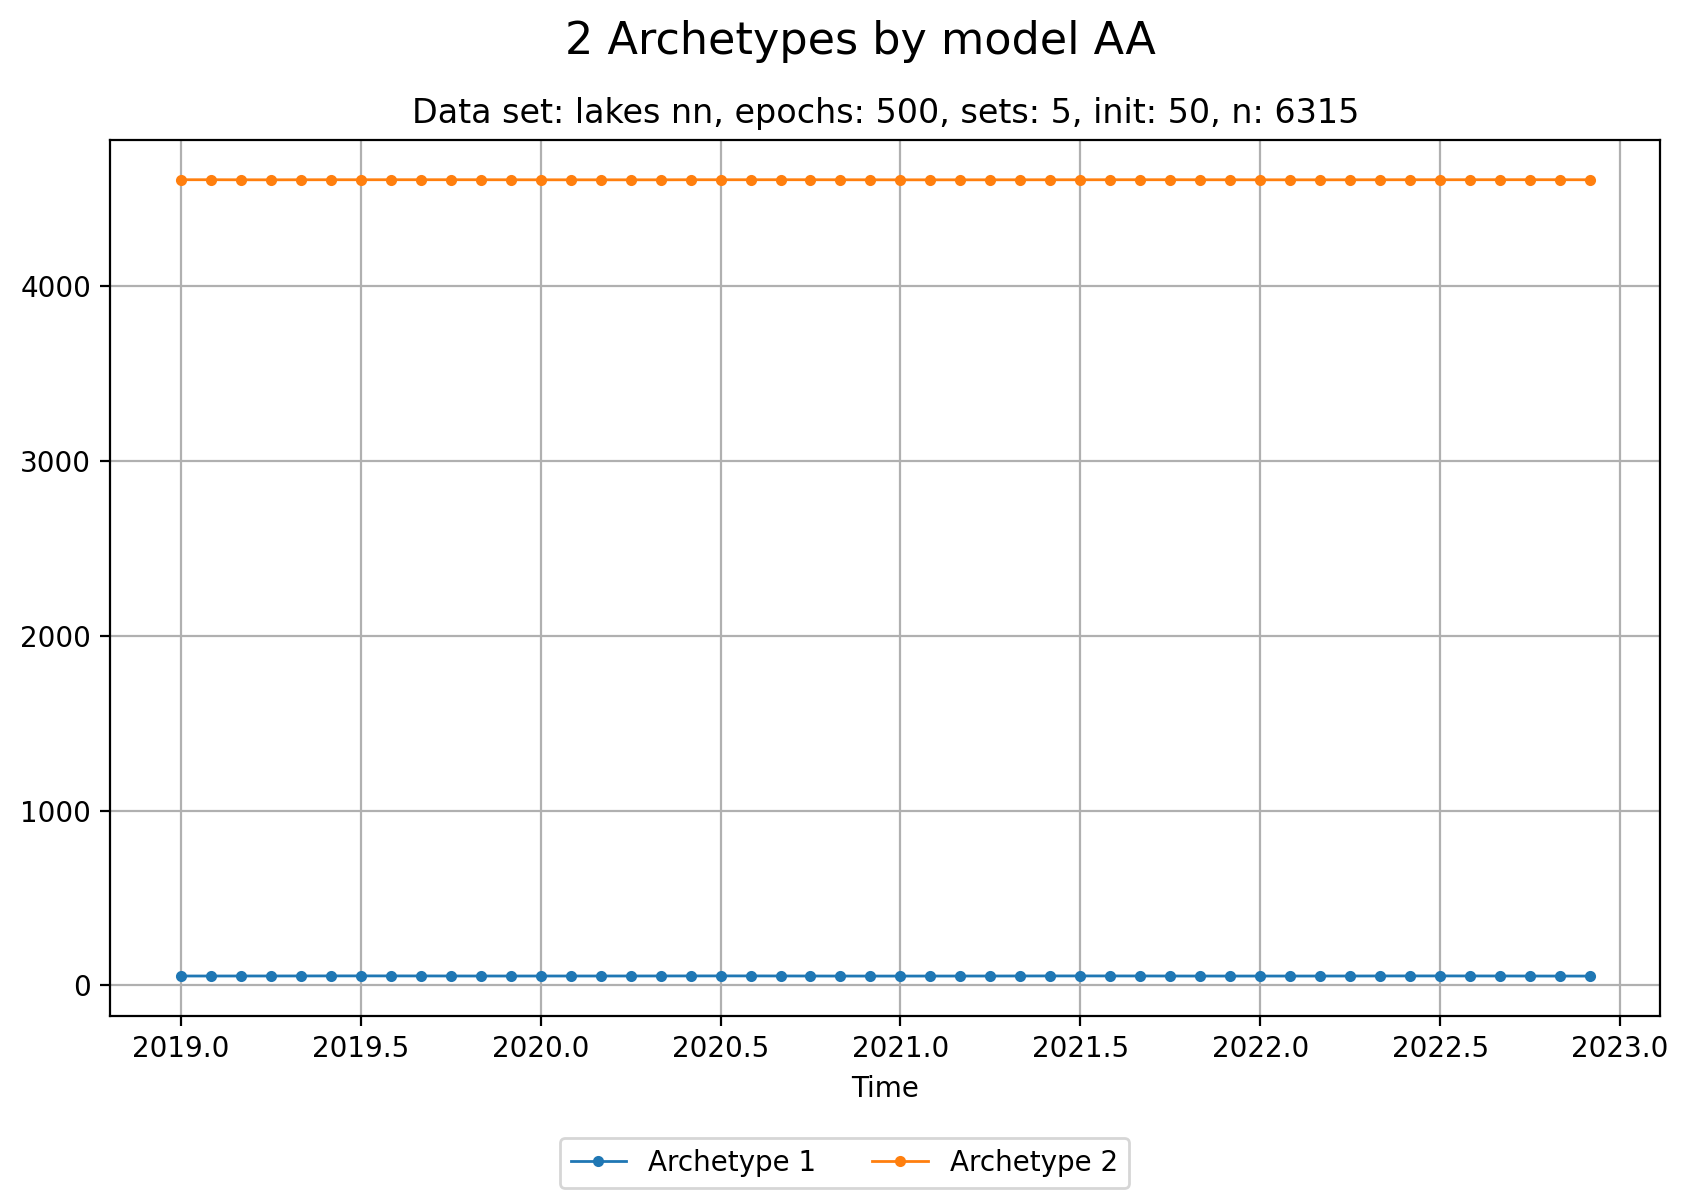 2 Archetypes by model AA
Data set: lakes nn, epochs: 500, sets: 5, init: 50, n: 6315
4000
3000
2000
1000
0
2019.0 2019.5 2020.0 2020.5 2021.0 2021.5 2022.0 2022.5 2023.0
Time
Archetype 1 Archetype 2